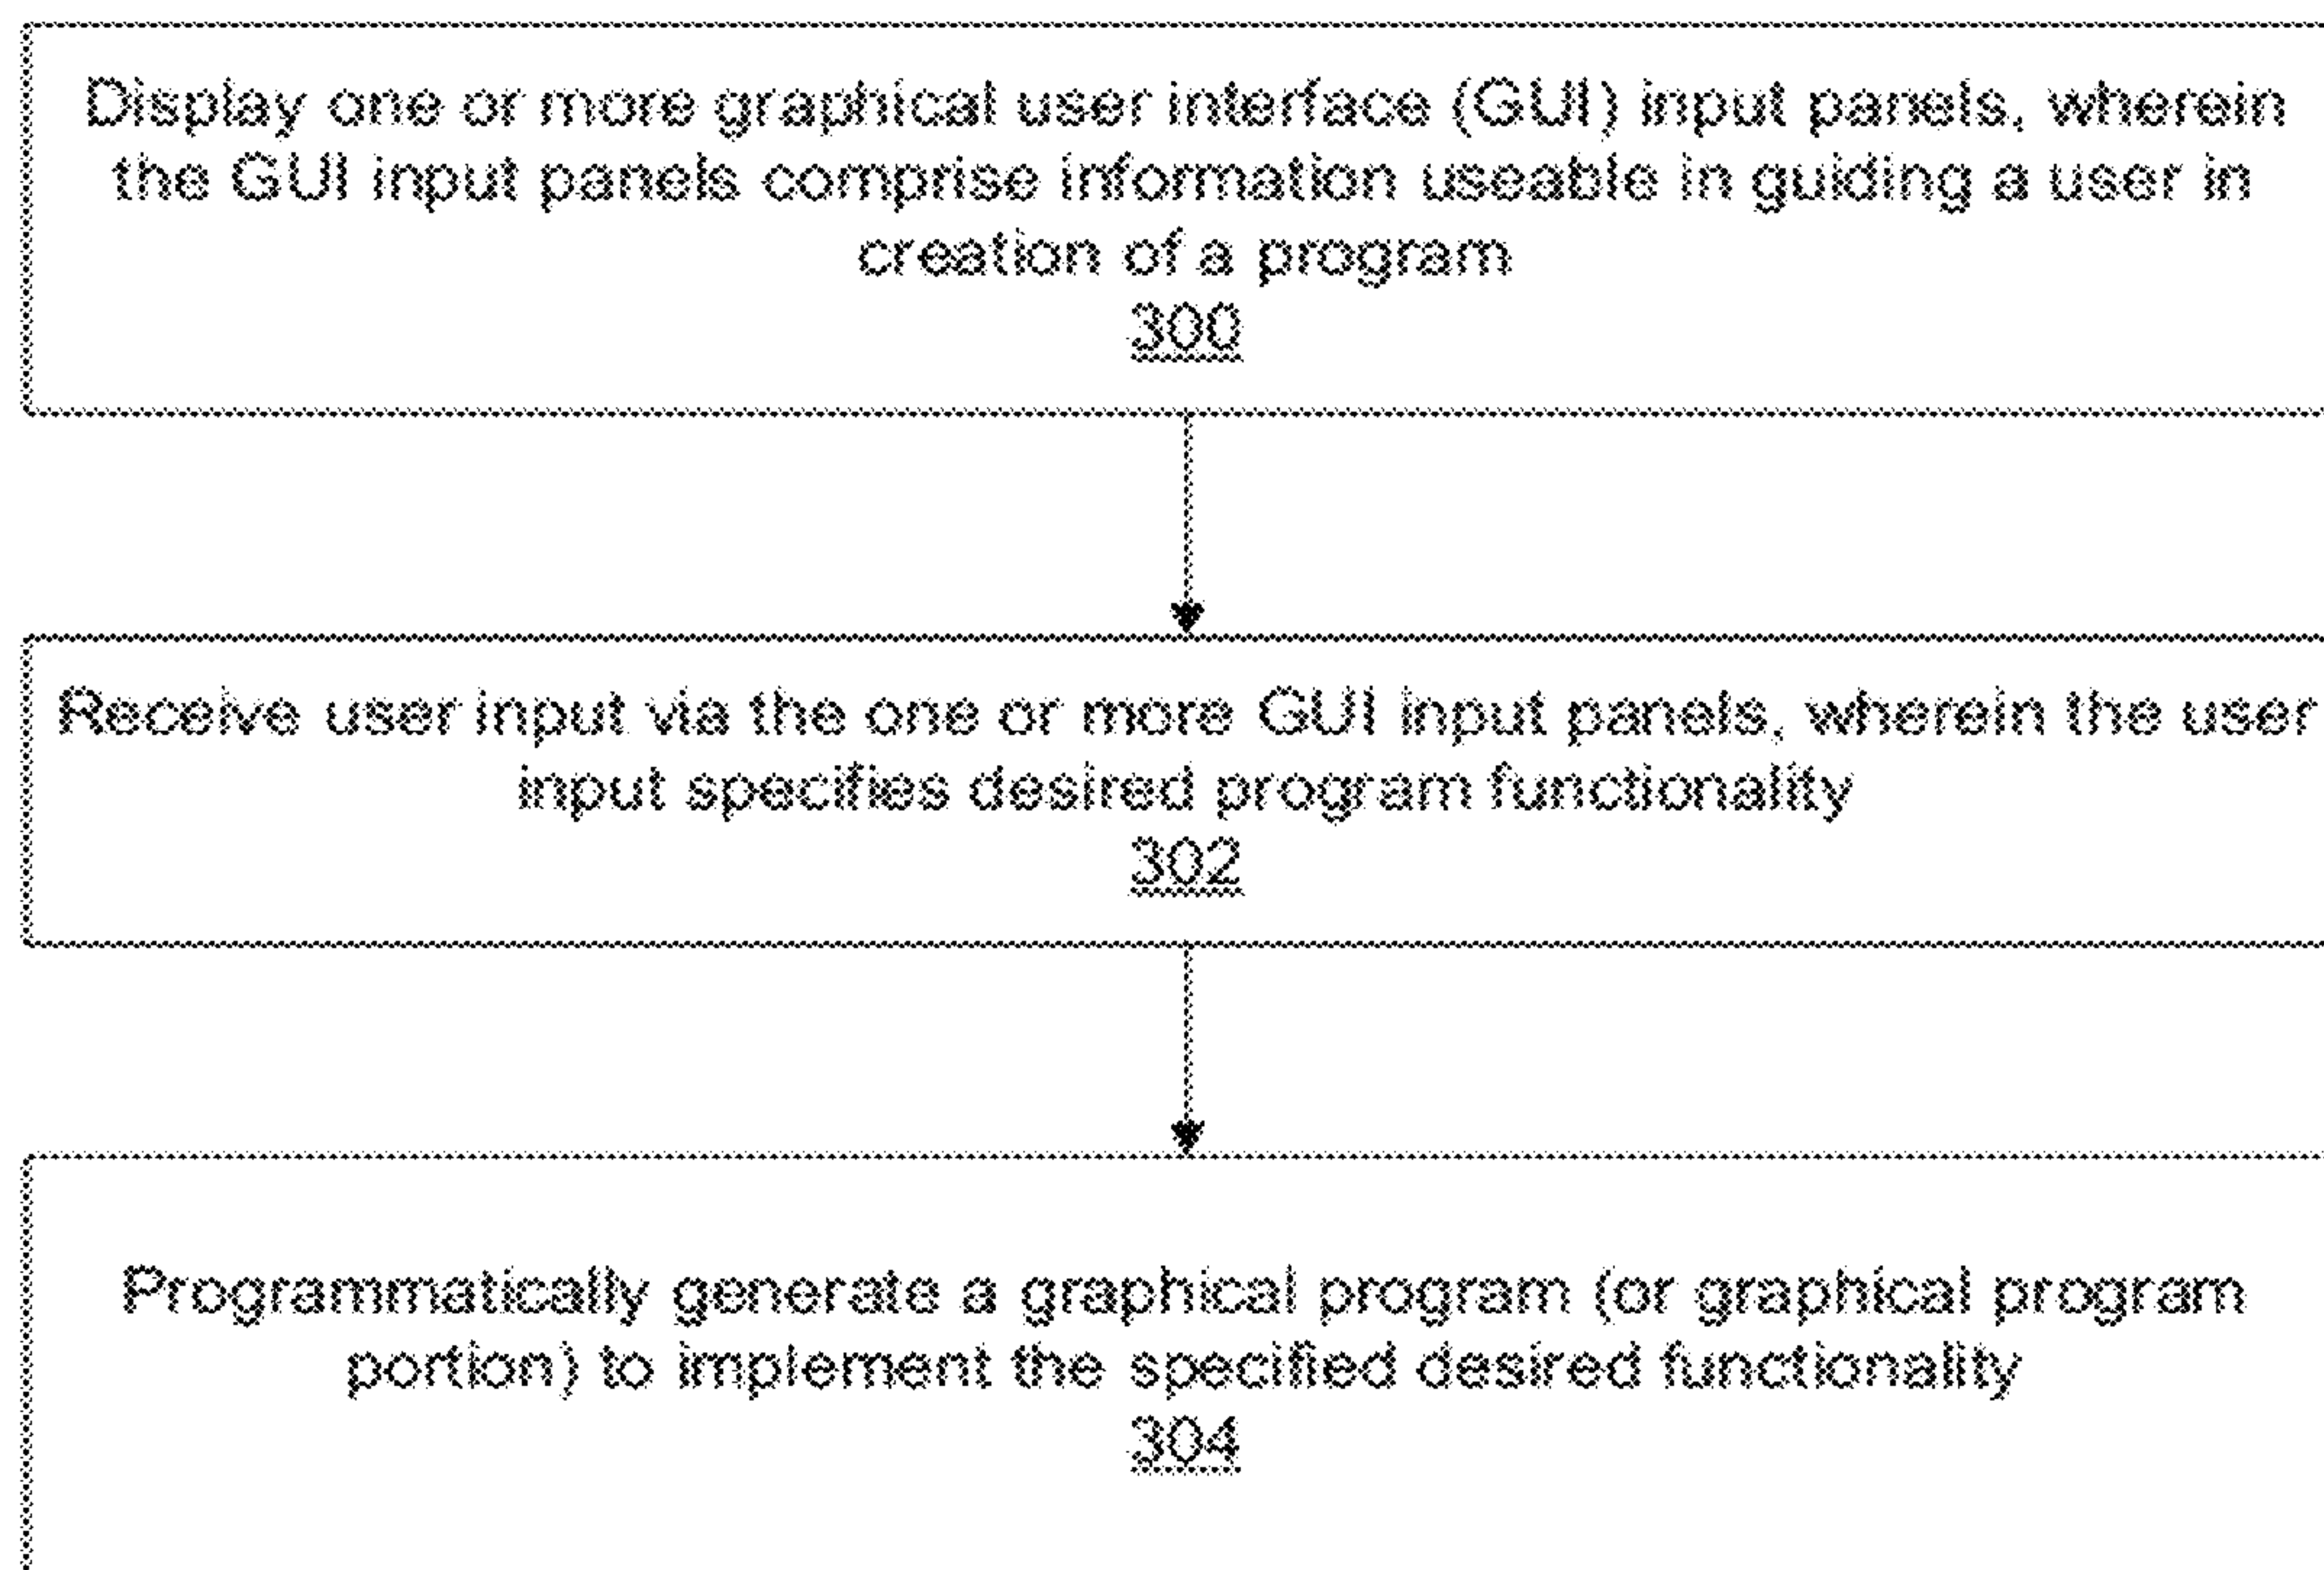 Display one or more graphical user interface (GUI) input panels, wherein
the GUI input panels comprise information useable in guiding a user in
creation of a program
300
Receive user input via the one or more GUI input panels, wherein the user
input specifies desired program functionality
302
Programmatically generate a graphical program (or graphical program
portion) to implement the specified desired functionality
304